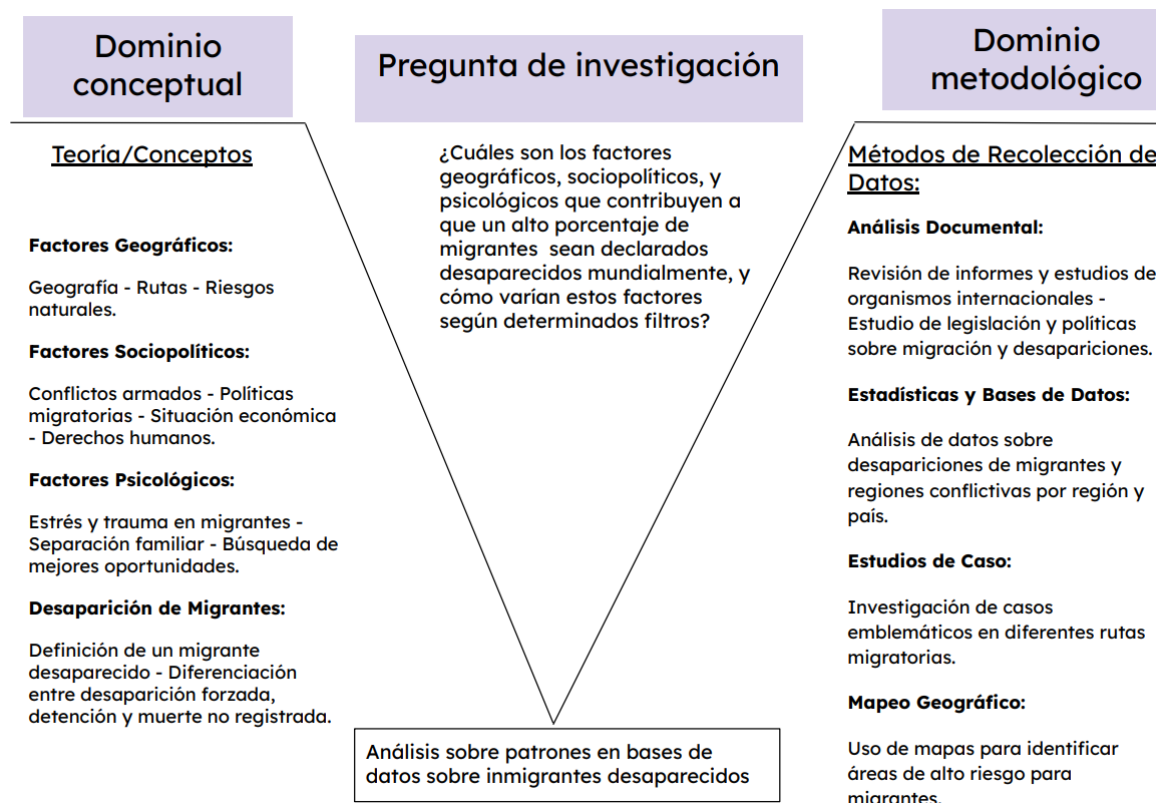 Dominio
conceptual
Teoría/Conceptos
Factores Geográficos:
Geografía - Rutas - Riesgos
naturales.
Factores Sociopolíticos:
Conflictos armados - Políticas
migratorias - Situación económica
- Derechos humanos.
Factores Psicológicos:
Estrés y trauma en migrantes -
Separación familiar - Búsqueda de
mejores oportunidades.
Desaparición de Migrantes:
Definición de un migrante
desaparecido - Diferenciación
entre desaparición forzada,
detención y muerte no registrada.
Pregunta de investigación
¿Cuáles son los factores
geográficos, sociopolíticos, y
psicológicos que contribuyen a
que un alto porcentaje de
migrantes sean declarados
desaparecidos mundialmente, y
cómo varían estos factores
según determinados filtros?
Análisis sobre patrones en bases de
datos sobre inmigrantes desaparecidos
Dominio
metodológico
Métodos de Recolección de
Datos:
Análisis Documental:
Revisión de informes y estudios de
organismos internacionales -
Estudio de legislación y políticas
sobre migración y desapariciones.
Estadísticas y Bases de Datos:
Análisis de datos sobre
desapariciones de migrantes y
regiones conflictivas por región y
país.
Estudios de Caso:
Investigación de casos
emblemáticos en diferentes rutas
migratorias.
Mapeo Geográfico:
Uso de mapas para identificar
áreas de alto riesgo para
migrantes.